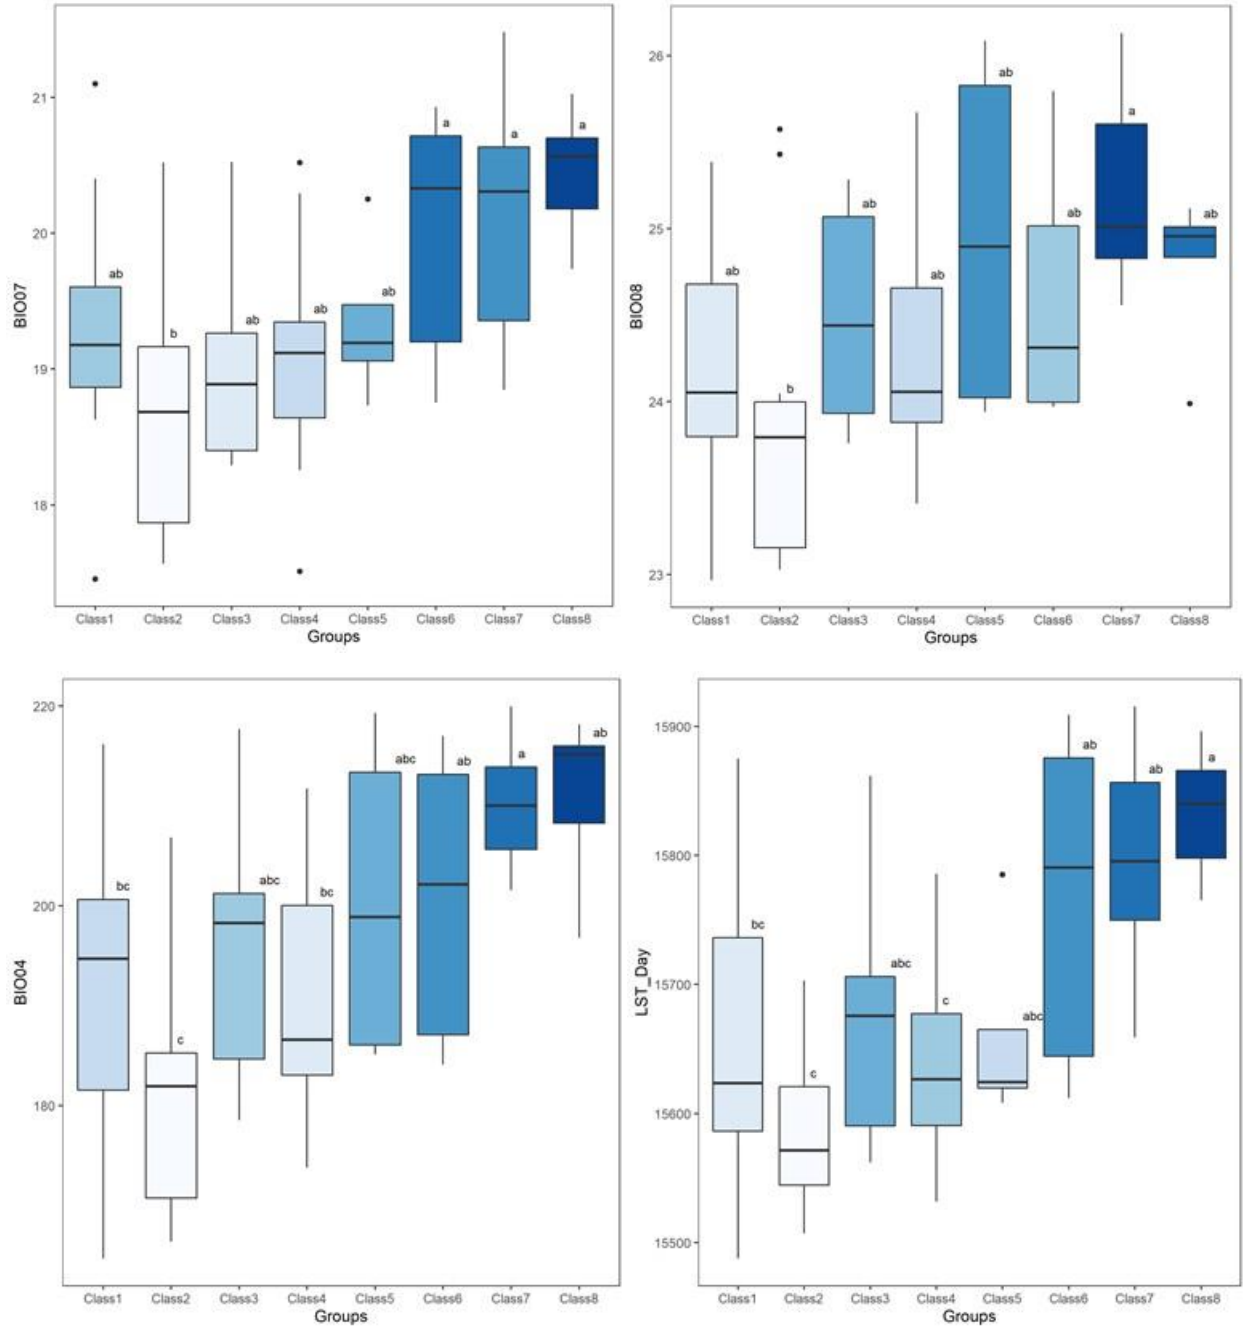 21
20
19
18
BIO07
ab
b
ab
ab
ab
a
a
a
Class1 Class2 Class3 Class4 Class5 Class6 Class7 Class8
Groups
26
25
24
23
BIO08
ab
b
ab
ab
ab
ab
a
ab
Class1 Class2 Class3 Class4 Class5 Class6 Class7 Class8
Groups
220
200
180
BIO04
bc
c
abc
bc
abc
ab
a
ab
Class1 Class2 Class3 Class4 Class5 Class6 Class7 Class8
Groups
15900
15800
15700
15600
15500
LST_Day
bc
c
abc
c
abc
ab
ab
a
Class1 Class2 Class3 Class4 Class5 Class6 Class7 Class8
Groups